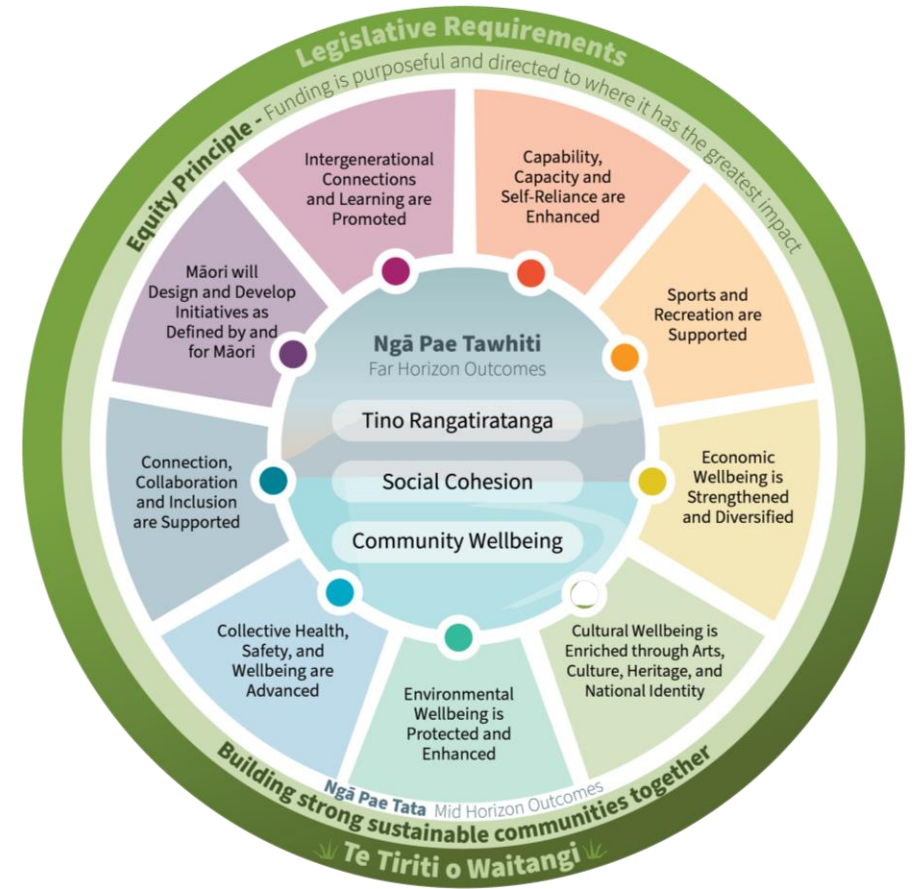 Legislative Requirements
Equity Principle - Funding is purposeful and directed to where it has the greatest impact
Intergenerational
Connections
and Learning are
Promoted
Capability,
Capacity and
Self-Reliance are
Enhanced
Sports and
Recreation are
Supported
Economic
Wellbeing is
Strengthened
and Diversified
Cultural Wellbeing is
Enriched through Arts,
Culture, Heritage, and
National Identity
Environmental
Wellbeing is
Protected and
Enhanced
Collective Health,
Safety, and
Wellbeing are
Advanced
Connection,
Collaboration
and Inclusion
are Supported
Māori will
Design and Develop
Initiatives as
Defined by and
for Māori
Ngā Pae Tawhiti
Far Horizon Outcomes
Tino Rangatiratanga
Social Cohesion
Community Wellbeing
Ngā Pae Tata Mid Horizon Outcomes
Building strong sustainable communities together
Te Tiriti o Waitangi